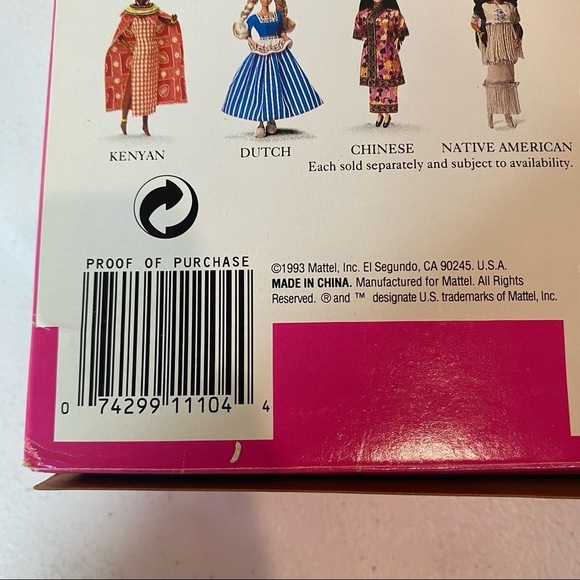 KENYAN DUTCH CHINESE NATIVE AMERICAN
Each sold separately and subject to availability.
PROOF OF PURCHASE
0 74299 11104 4
©1993 Mattel, Inc. El Segundo, CA 90245. U.S.A.
MADE IN CHINA. Manufactured for Mattel. All Rights
Reserved. ® and ™ designate U.S. trademarks of Mattel, Inc.